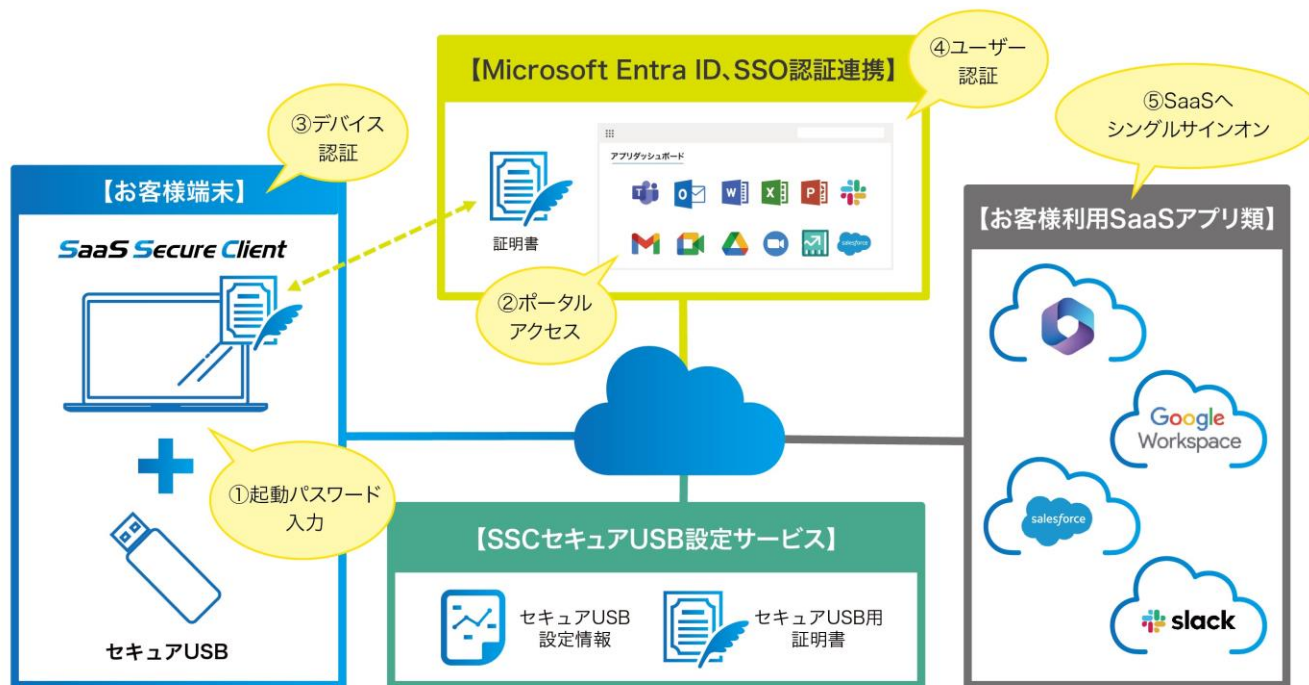 【Microsoft Entra ID、SSO認証連携】
④ユーザー
認証
③デバイス
認証
⑤SaaSへ
シングルサインオン
アプリダッシュボード
T
O
W
X
P
salesforce
証明書
②ポータル
アクセス
【お客様端末】
SaaS Secure Client
①起動パスワード
入力
セキュアUSB
【SSCセキュアUSB設定サービス】
セキュアUSB
設定情報
セキュアUSB用
証明書
【お客様利用SaaSアプリ類】
Google
Workspace
salesforce
slack